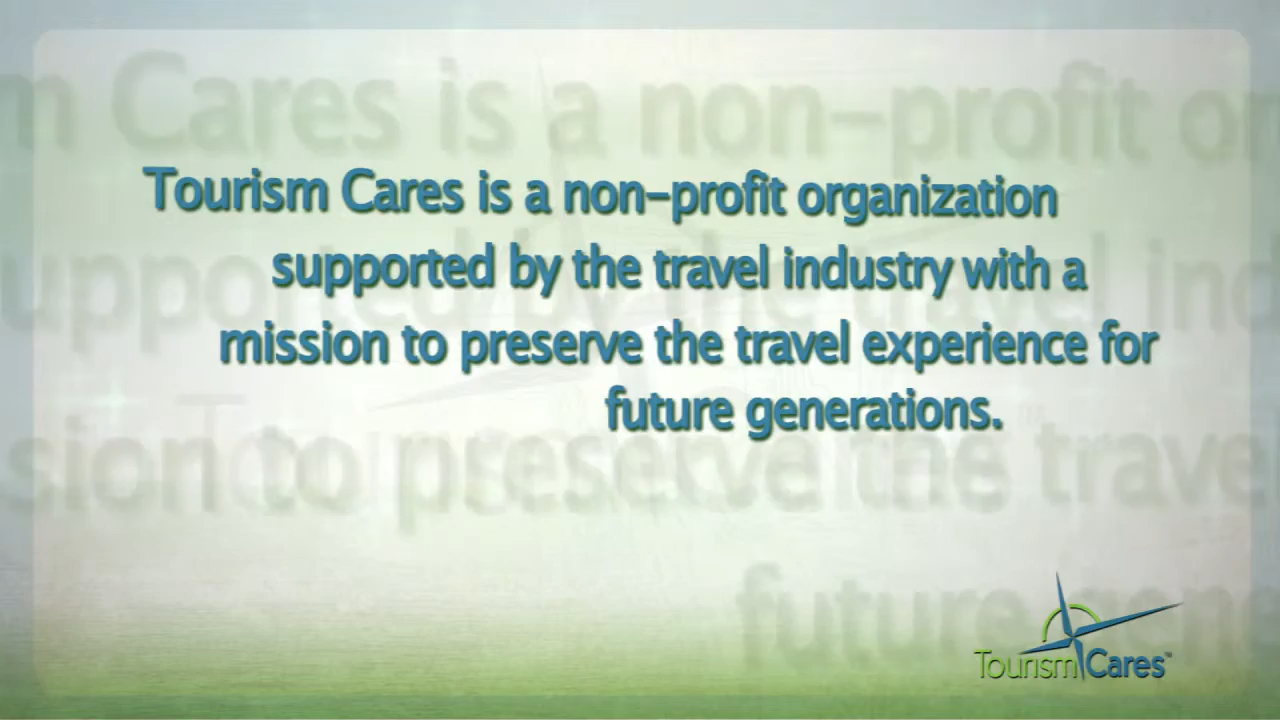 Tourism Cares is a non-profit organization
supported by the travel industry with a
mission to preserve the travel experience for
future generations.
Tourism Cares™